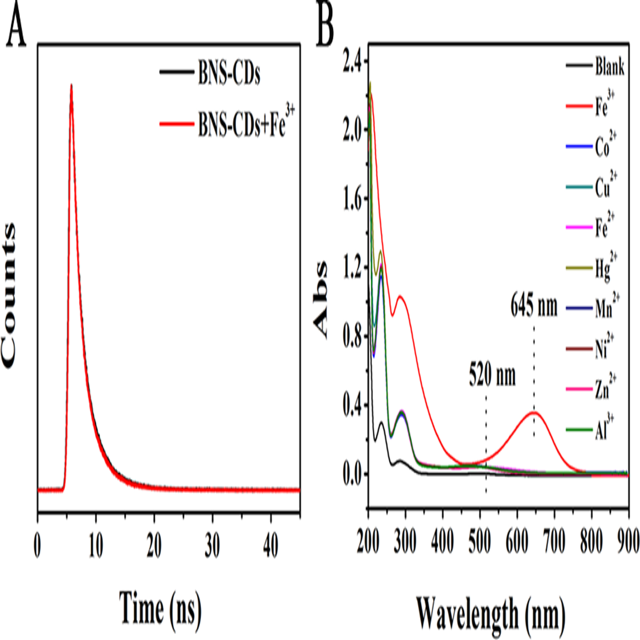 A
BNS-CDs
BNS-CDs+Fe³⁺
Counts
0 10 20 30 40
Time (ns)
B
2.4
2.0
1.6
1.2
0.8
0.4
0.0
Abs
Blank
Fe³⁺
Co²⁺
Cu²⁺
Fe²⁺
Hg²⁺
Mn²⁺
Ni²⁺
Zn²⁺
Al³⁺
645 nm
520 nm
200 300 400 500 600 700 800 900
Wavelength (nm)